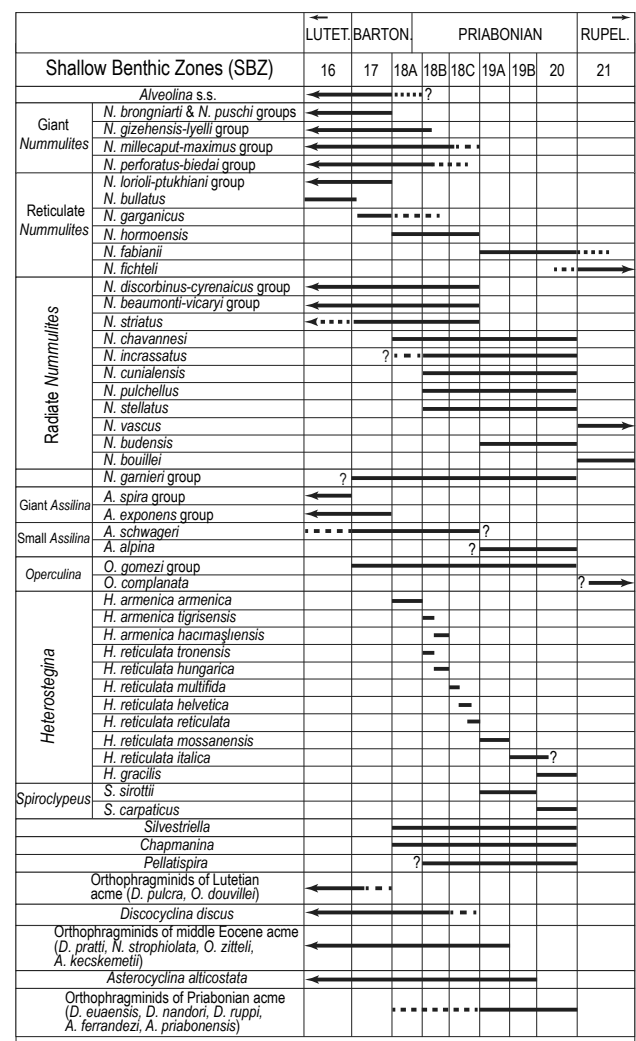 LUTET. BARTON. PRIABONIAN RUPEL.
Shallow Benthic Zones (SBZ) 16 17 18A 18B 18C 19A 19B 20 21
Alveolina s.s. ?
Giant
Nummulites
N. brongniarti & N. puschi groups
N. gizehensis-lyelli group
N. millecaput-maximus group
N. perforatus-biedai group
Reticulate
Nummulites
N. lorioli-ptukhiani group
N. bullatus
N. garganicus
N. hormoensis
N. fabianii
N. fichteli
Radiate Nummulites
N. discorbinus-cyrenaicus group
N. beaumonti-vicaryi group
N. striatus
N. chavannesi
N. incrassatus ?
N. cunialensis
N. pulchellus
N. stellatus
N. vascus
N. budensis
N. bouillei
N. garnieri group ?
Giant Assilina
A. spira group
A. exponens group
Small Assilina
A. schwageri ?
A. alpina ?
Operculina
O. gomezi group
O. complanata ?
Heterostegina
H. armenica armenica
H. armenica tigrisensis
H. armenica hacımaşlıensis
H. reticulata tronensis
H. reticulata hungarica
H. reticulata multifida
H. reticulata helvetica
H. reticulata reticulata
H. reticulata mossanensis
H. reticulata italica ?
H. gracilis
Spiroclypeus
S. sirottii
S. carpaticus
Silvestriella
Chapmanina
Pellatispira ?
Orthophragminids of Lutetian
acme (D. pulcra, O. douvillei)
Discocyclina discus
Orthophragminids of middle Eocene acme
(D. pratti, N. strophiolata, O. zitteli,
A. kecskemetii)
Asterocyclina alticostata
Orthophragminids of Priabonian acme
(D. euaensis, D. nandori, D. ruppi,
A. ferrandezi, A. priabonensis)